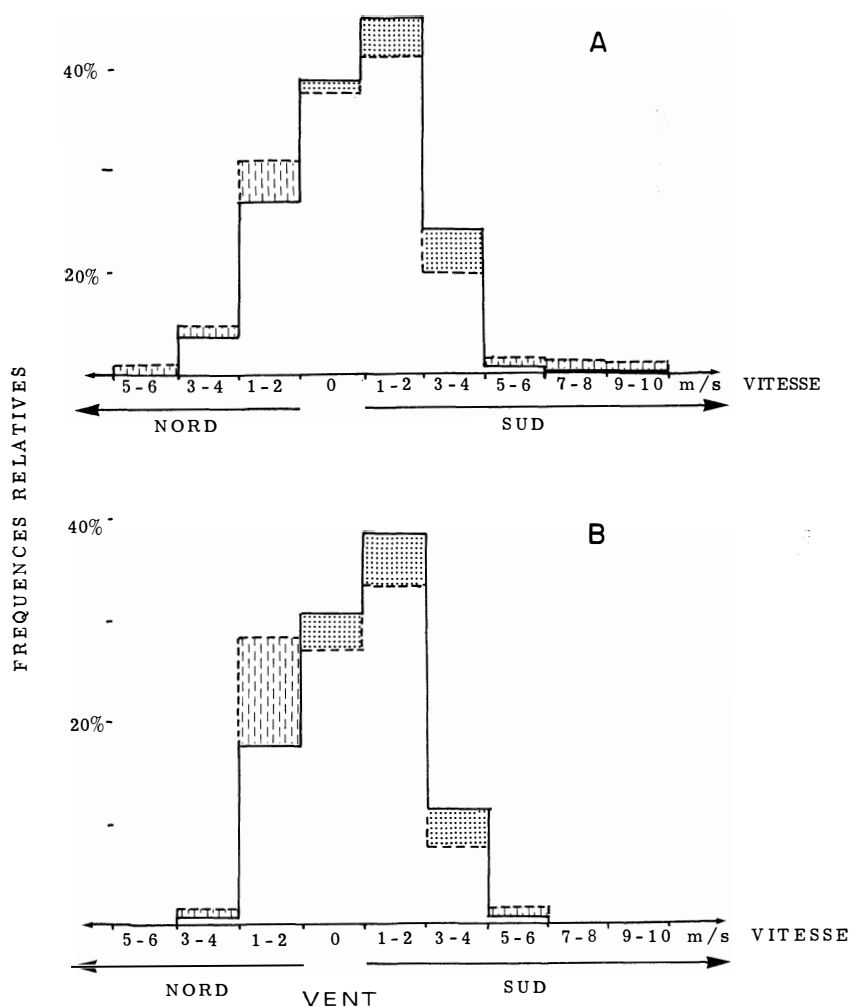 A
40%
20%
FREQUENCES RELATIVES
5-6 3-4 1-2 0 1-2 3-4 5-6 7-8 9-10 m/s VITESSE
NORD SUD
40%
B
20%
5-6 3-4 1-2 0 1-2 3-4 5-6 7-8 9-10 m/s VITESSE
NORD SUD
VENT